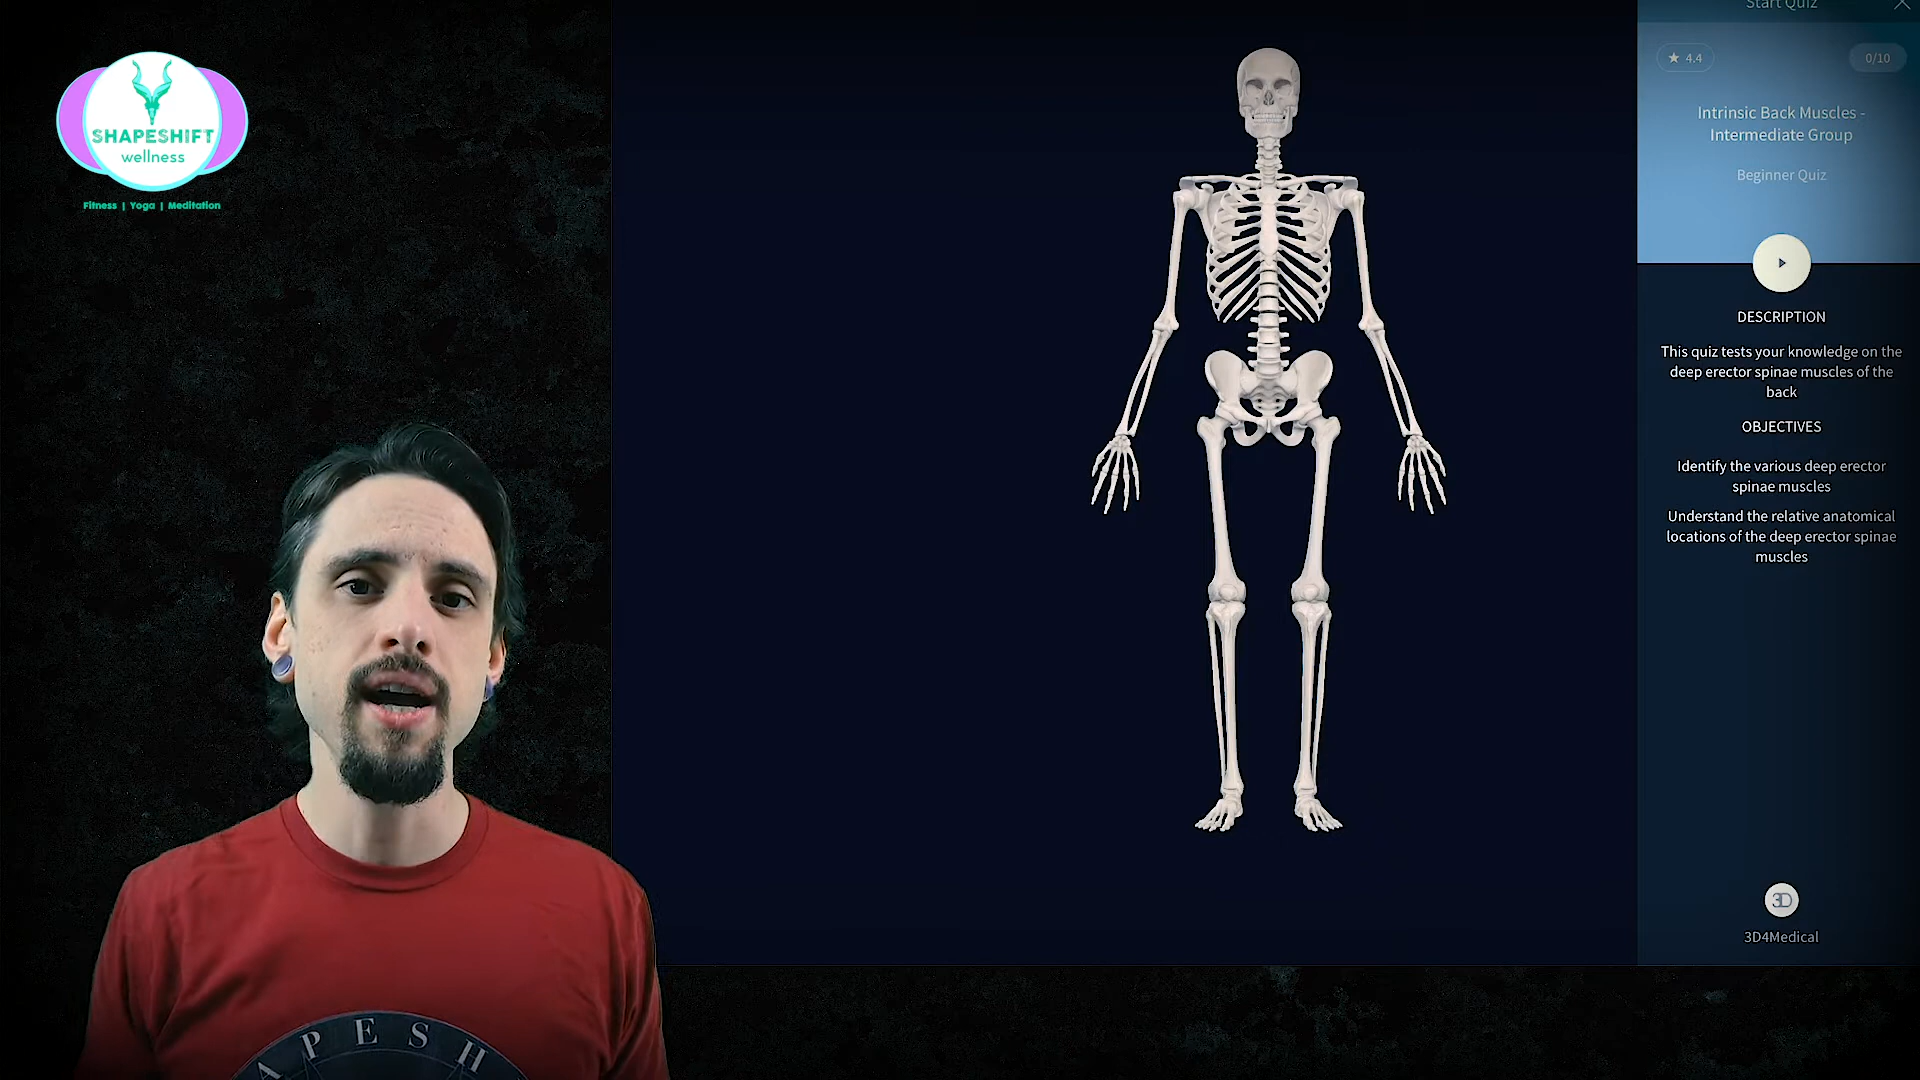 SHAPESHIFT
wellness
Fitness | Yoga | Meditation
Start Quiz
4.4
0/10
Intrinsic Back Muscles -
Intermediate Group
Beginner Quiz
DESCRIPTION
This quiz tests your knowledge on the
deep erector spinae muscles of the
back
OBJECTIVES
Identify the various deep erector
spinae muscles
Understand the relative anatomical
locations of the deep erector spinae
muscles
3D
3D4Medical
APESH